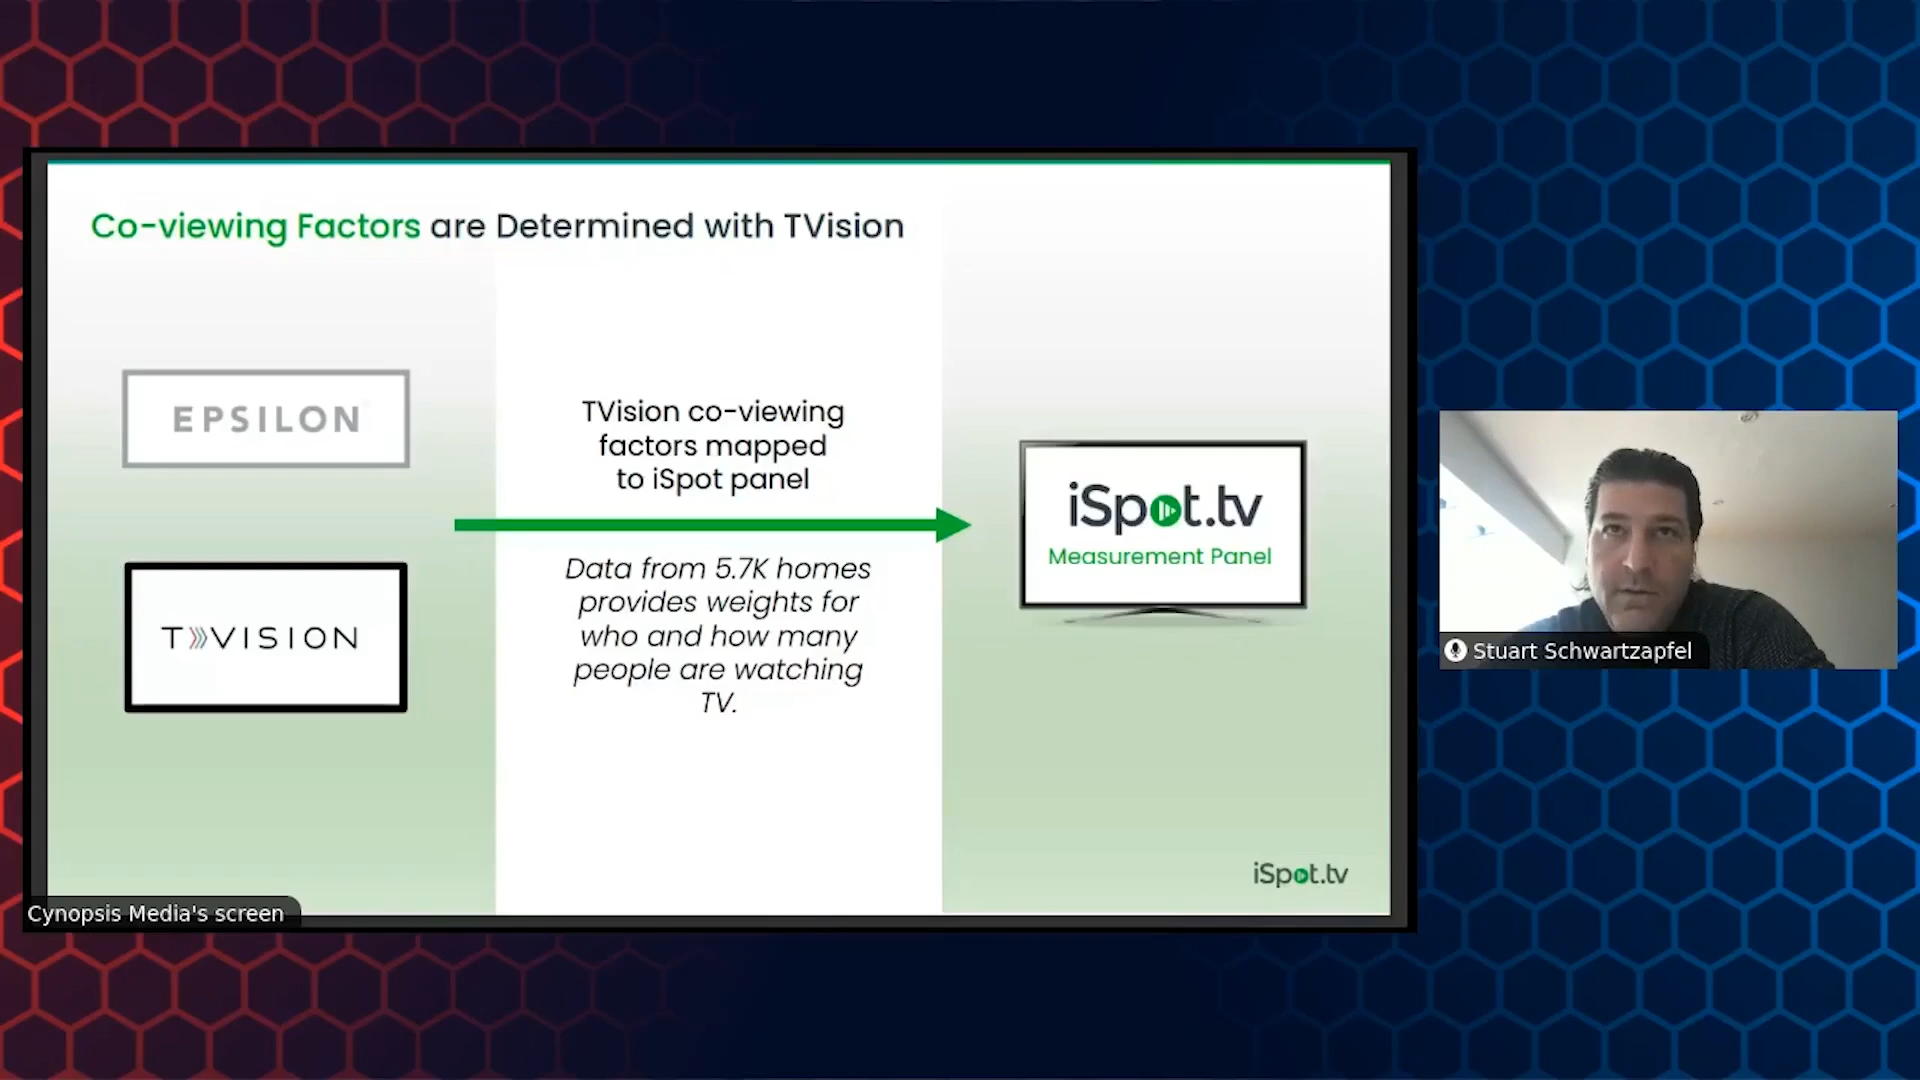 Co-viewing Factors are Determined with TVision
EPSILON
TVISION
TVision co-viewing
factors mapped
to iSpot panel
Data from 5.7K homes
provides weights for
who and how many
people are watching
TV.
iSpot.tv
Measurement Panel
iSpot.tv
Cynopsis Media's screen
Stuart Schwartzapfel